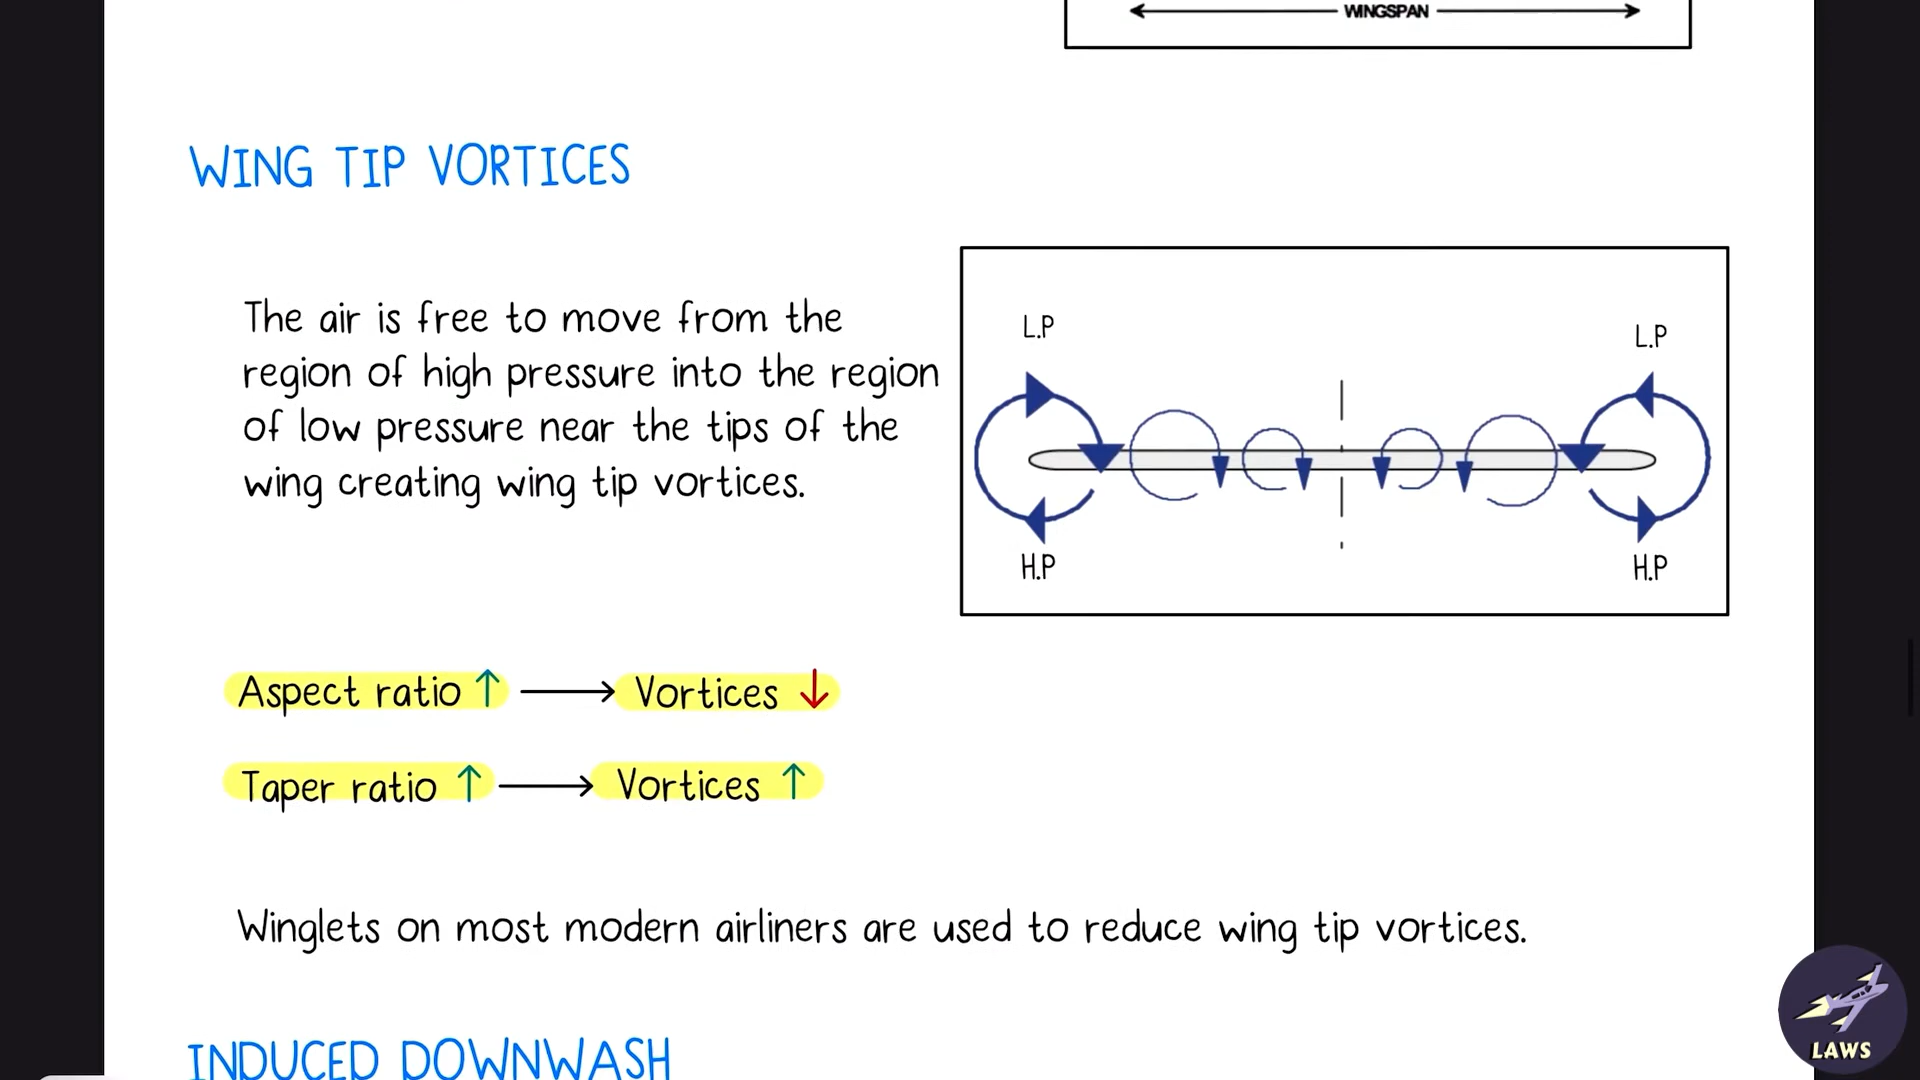 WINGSPAN
WING TIP VORTICES
The air is free to move from the
region of high pressure into the region
of low pressure near the tips of the
wing creating wing tip vortices.
L.P
L.P
H.P
H.P
Aspect ratio ↑ → Vortices ↓
Taper ratio ↑ → Vortices ↑
Winglets on most modern airliners are used to reduce wing tip vortices.
INDUCED DOWNWASH
LAWS